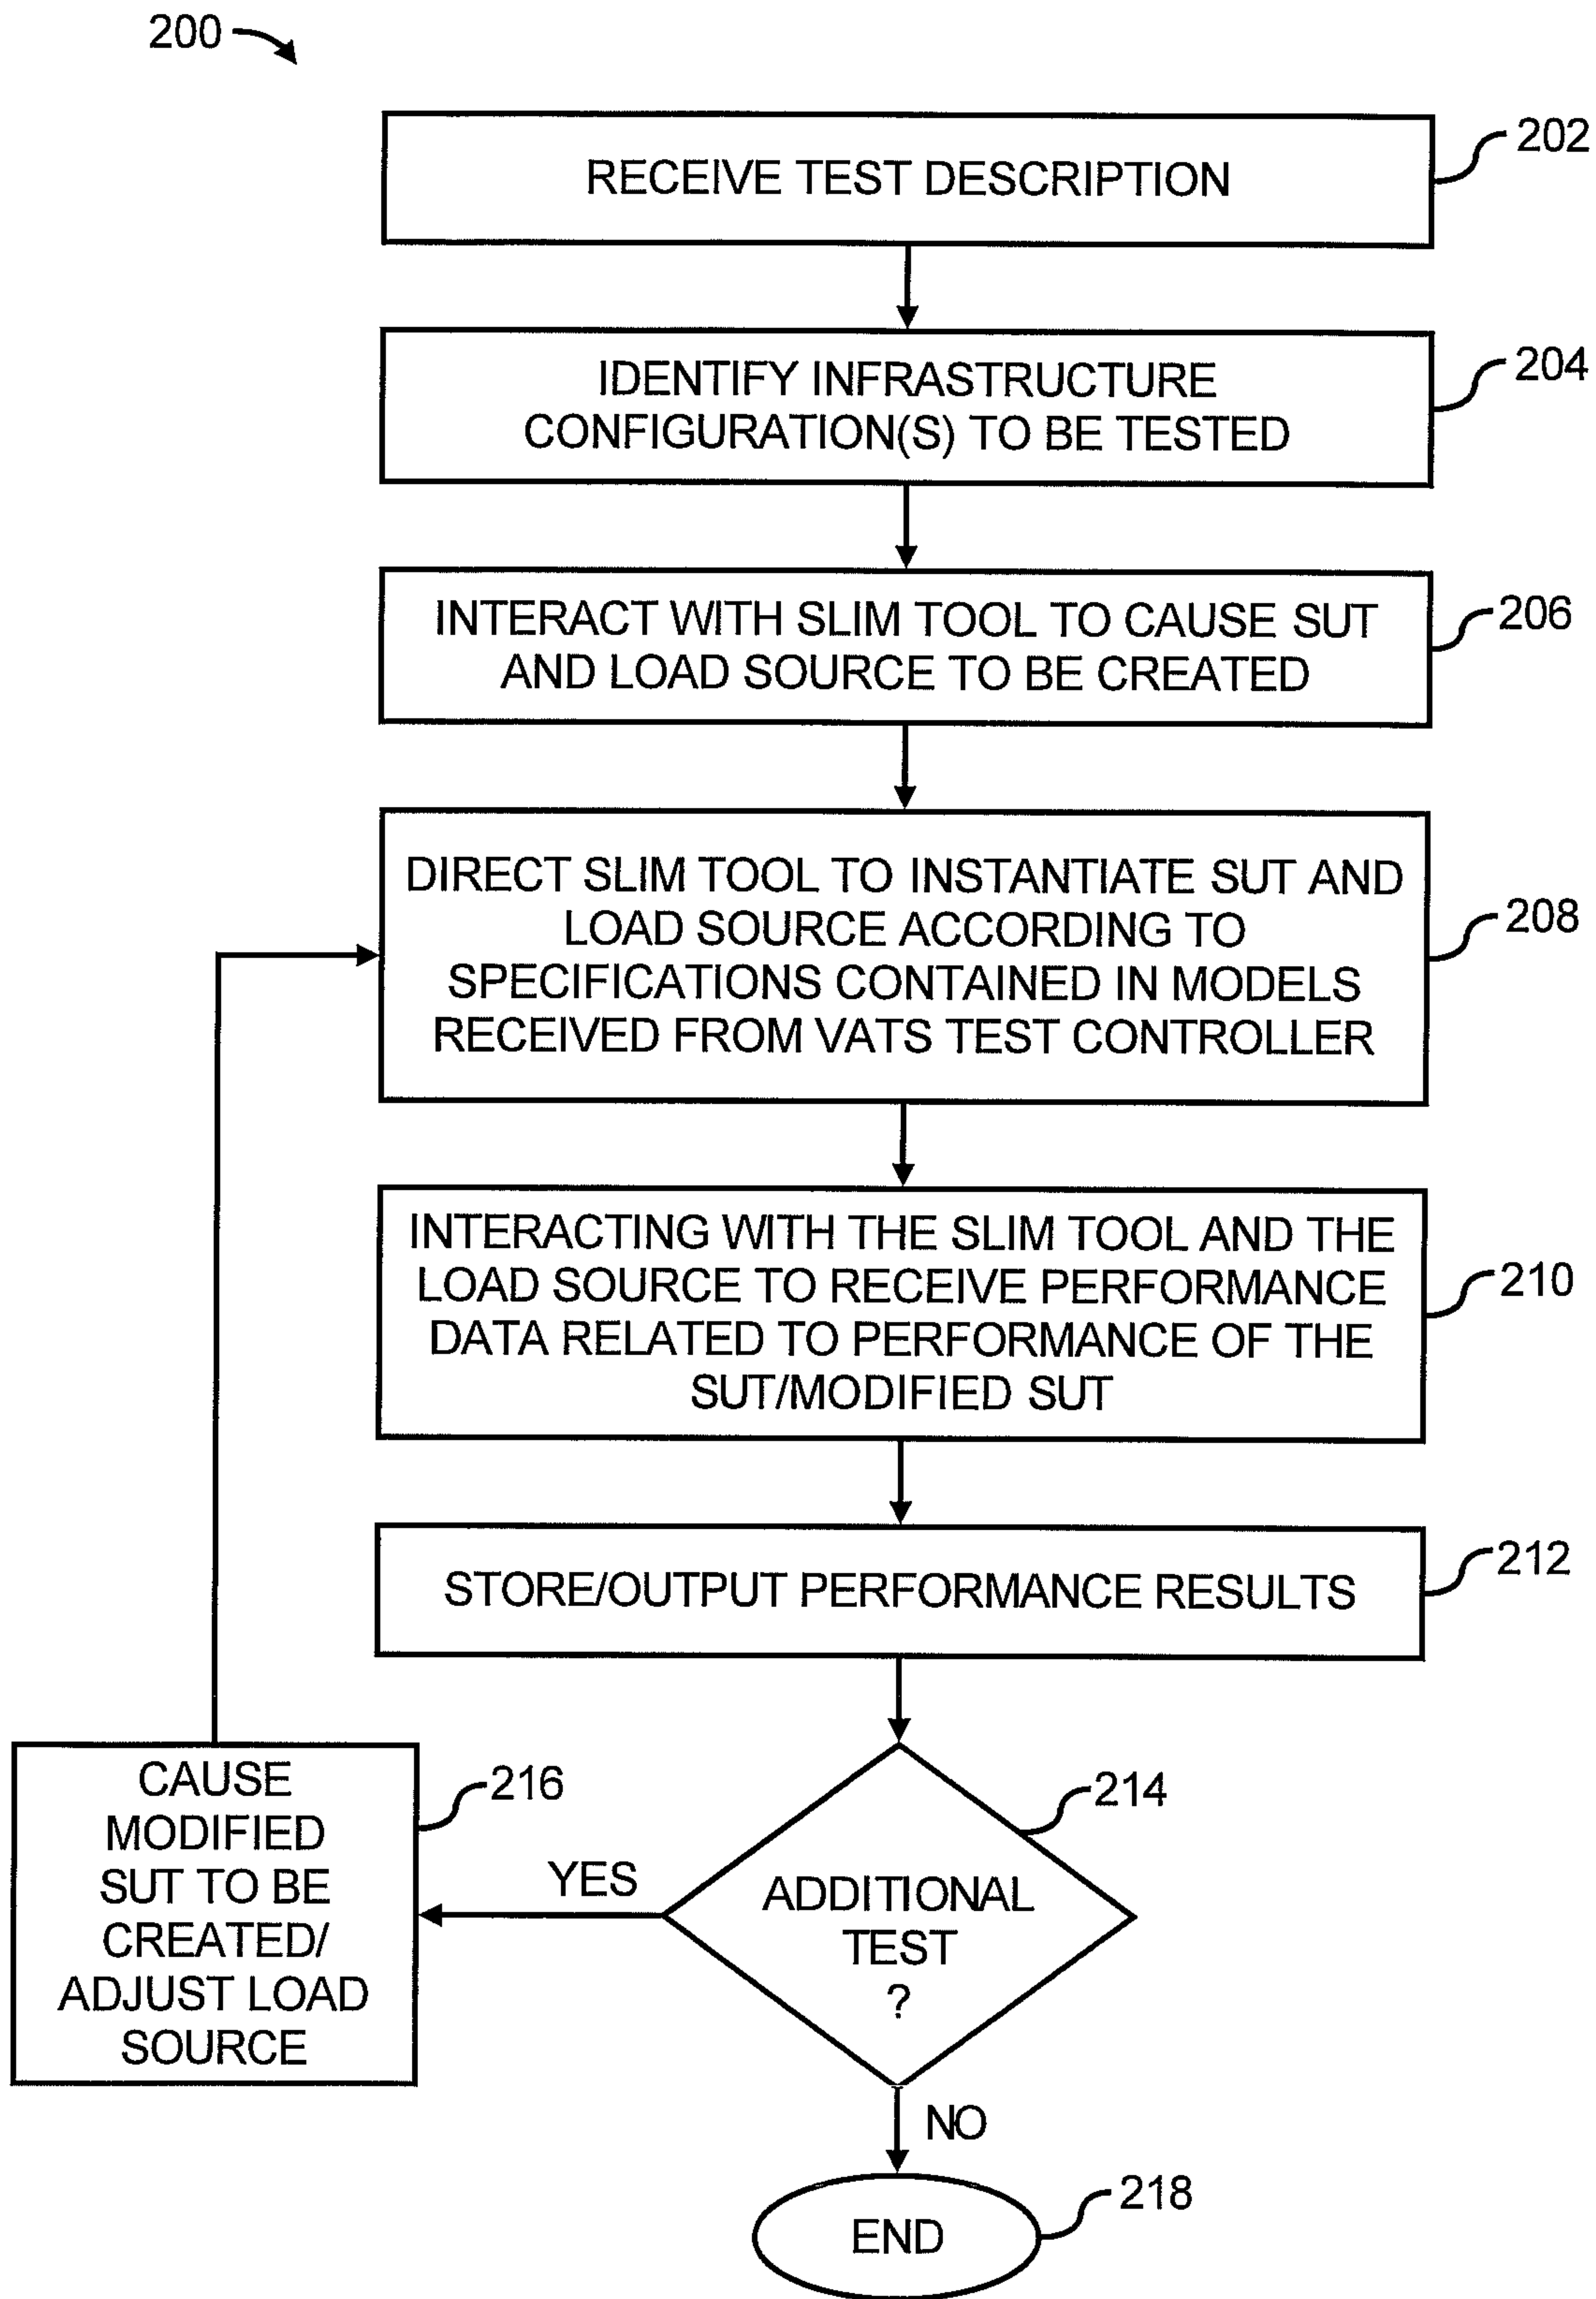 200
RECEIVE TEST DESCRIPTION
202
IDENTIFY INFRASTRUCTURE
CONFIGURATION(S) TO BE TESTED
204
INTERACT WITH SLIM TOOL TO CAUSE SUT
AND LOAD SOURCE TO BE CREATED
206
DIRECT SLIM TOOL TO INSTANTIATE SUT AND
LOAD SOURCE ACCORDING TO
SPECIFICATIONS CONTAINED IN MODELS
RECEIVED FROM VATS TEST CONTROLLER
208
INTERACTING WITH THE SLIM TOOL AND THE
LOAD SOURCE TO RECEIVE PERFORMANCE
DATA RELATED TO PERFORMANCE OF THE
SUT/MODIFIED SUT
210
STORE/OUTPUT PERFORMANCE RESULTS
212
ADDITIONAL
TEST
?
214
YES
CAUSE
MODIFIED
SUT TO BE
CREATED/
ADJUST LOAD
SOURCE
216
NO
END
218